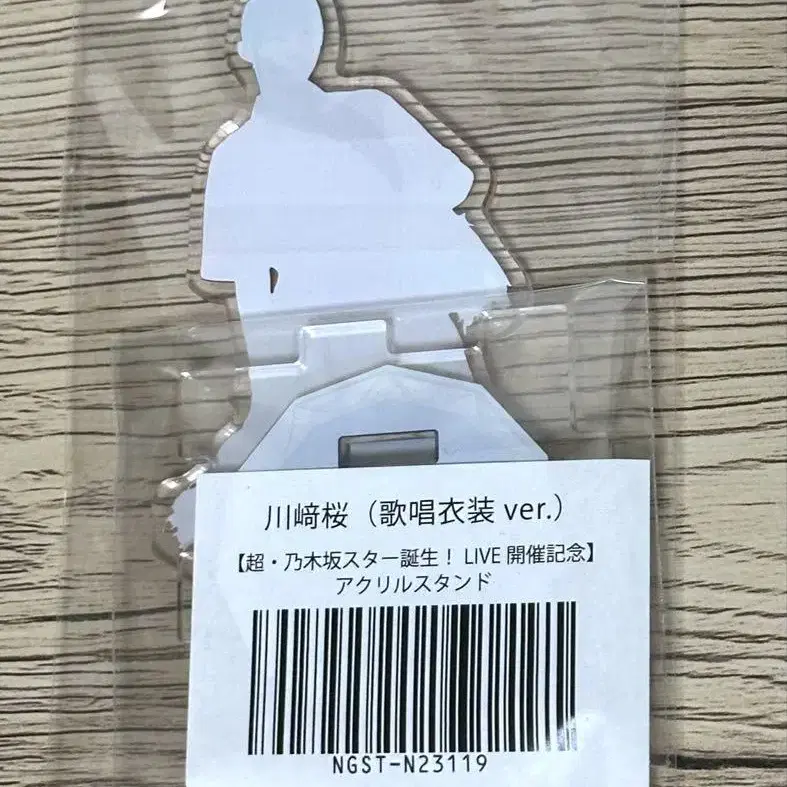 川﨑桜（歌唱衣装 ver.）
【超・乃木坂スター誕生！ LIVE 開催記念】
アクリルスタンド
NGST-N23119